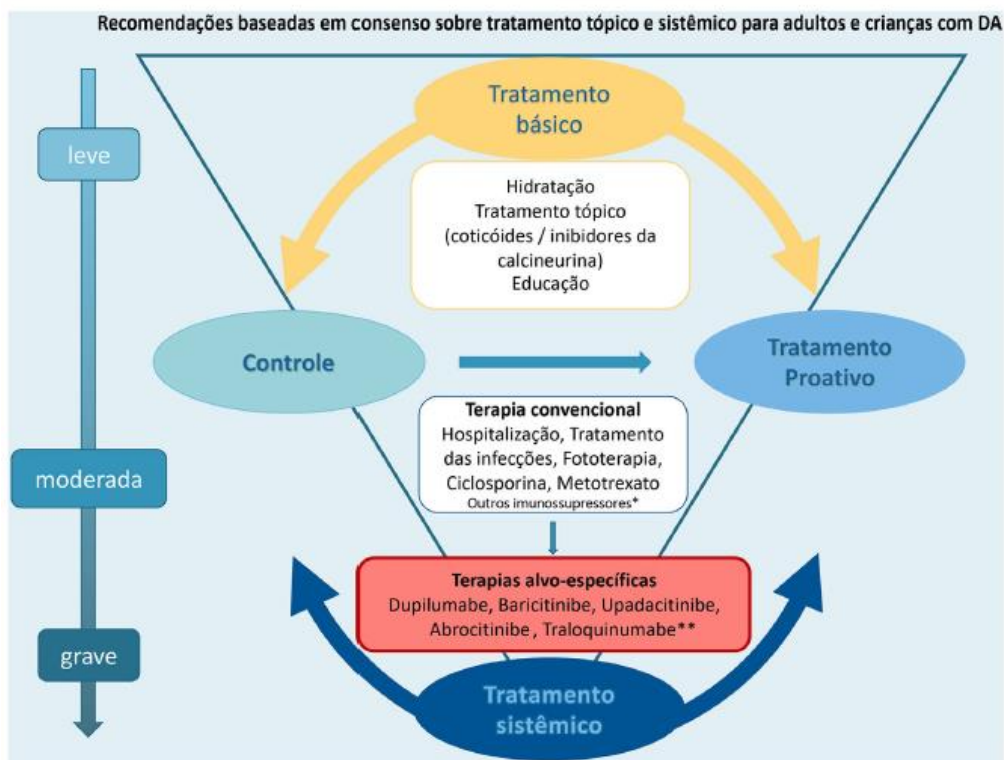 Recomendações baseadas em consenso sobre tratamento tópico e sistêmico para adultos e crianças com DA
Tratamento
básico
leve
Hidratação
Tratamento tópico
(coticóides / inibidores da
calcineurina)
Educação
Controle
Tratamento
Proativo
Terapia convencional
Hospitalização, Tratamento
das infecções, Fototerapia,
Ciclosporina, Metotrexato
Outros imunossupressores*
moderada
Terapias alvo-específicas
Dupilumabe, Baricitinibe, Upadacitinibe,
Abrocitinibe, Traloquinumabe**
grave
Tratamento
sistêmico